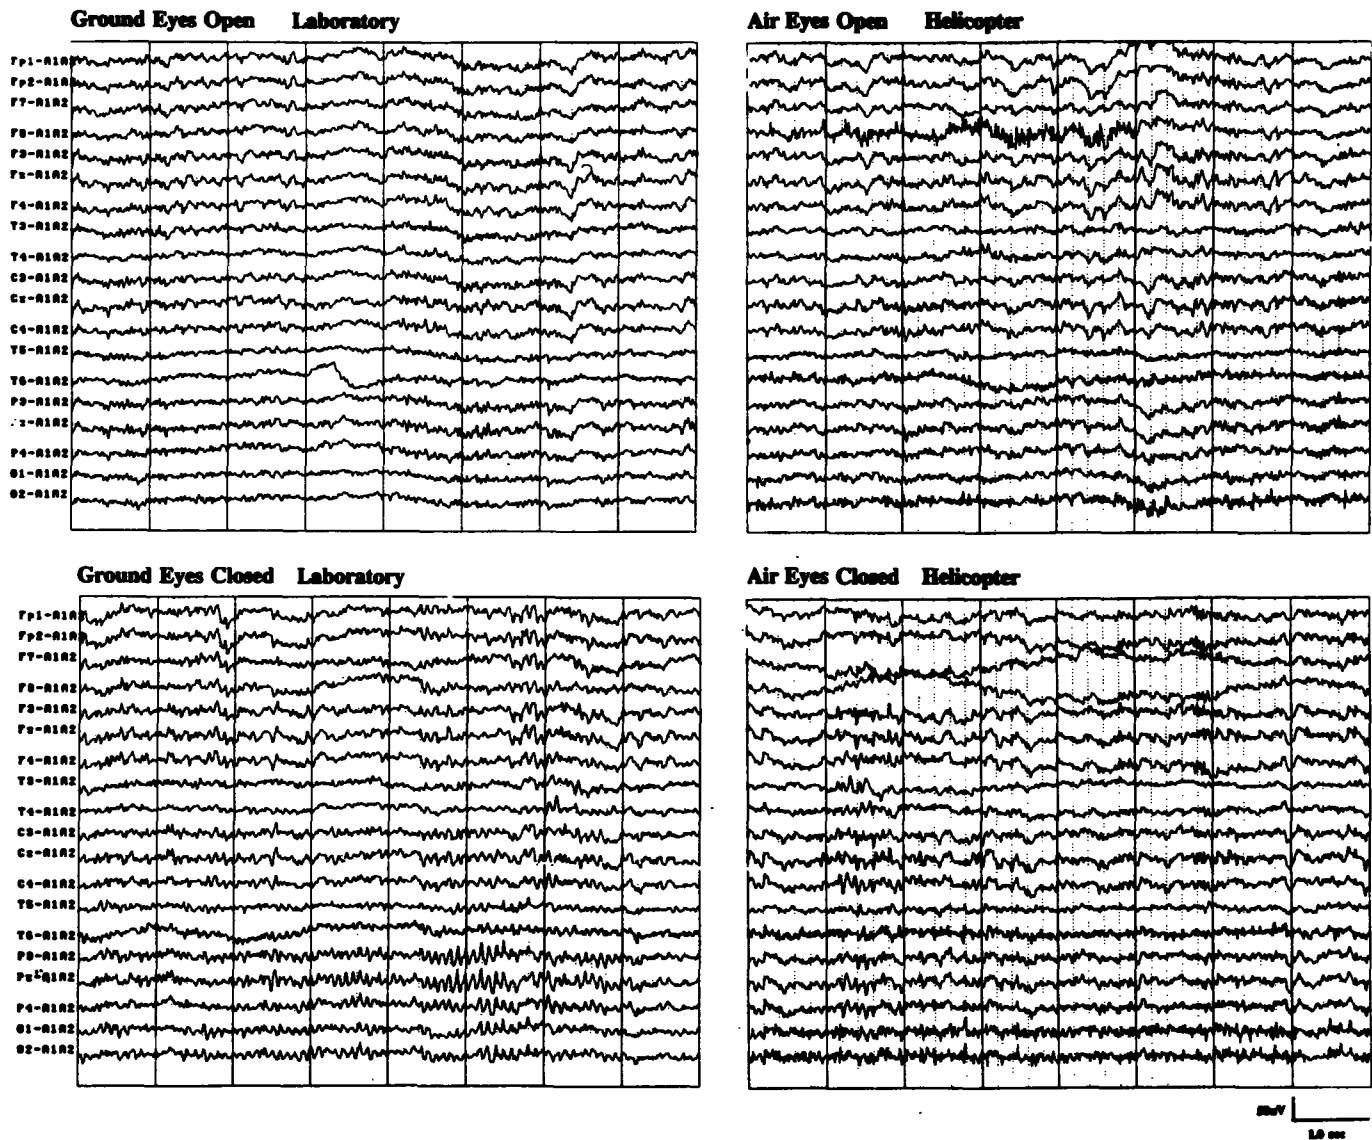 Ground Eyes Open Laboratory
Air Eyes Open Helicopter
Fp1-A1A2
Fp2-A1A2
F7-A1A2
F8-A1A2
F3-A1A2
Fz-A1A2
F4-A1A2
T3-A1A2
T4-A1A2
C3-A1A2
Cz-A1A2
C4-A1A2
T5-A1A2
T6-A1A2
P3-A1A2
z-A1A2
P4-A1A2
O1-A1A2
O2-A1A2
Ground Eyes Closed Laboratory
Air Eyes Closed Helicopter
Fp1-A1A2
Fp2-A1A2
F7-A1A2
F8-A1A2
F3-A1A2
Fz-A1A2
F4-A1A2
T3-A1A2
T4-A1A2
C3-A1A2
Cz-A1A2
C4-A1A2
T5-A1A2
T6-A1A2
P3-A1A2
Pz-A1A2
P4-A1A2
O1-A1A2
O2-A1A2
1.0 sec